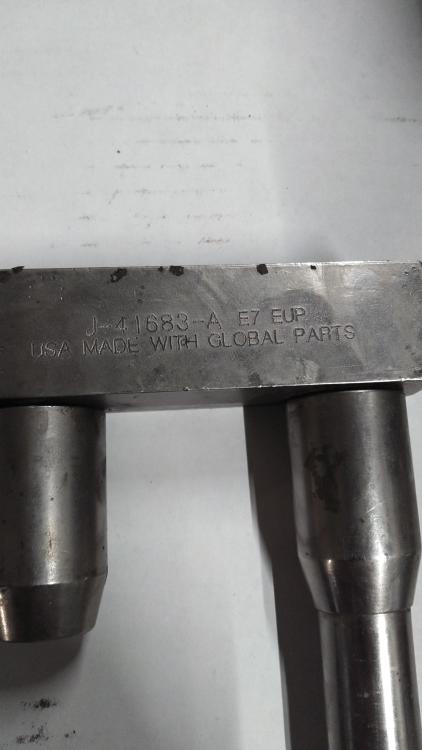 J-41683-A E7 EUP
USA MADE WITH GLOBAL PARTS